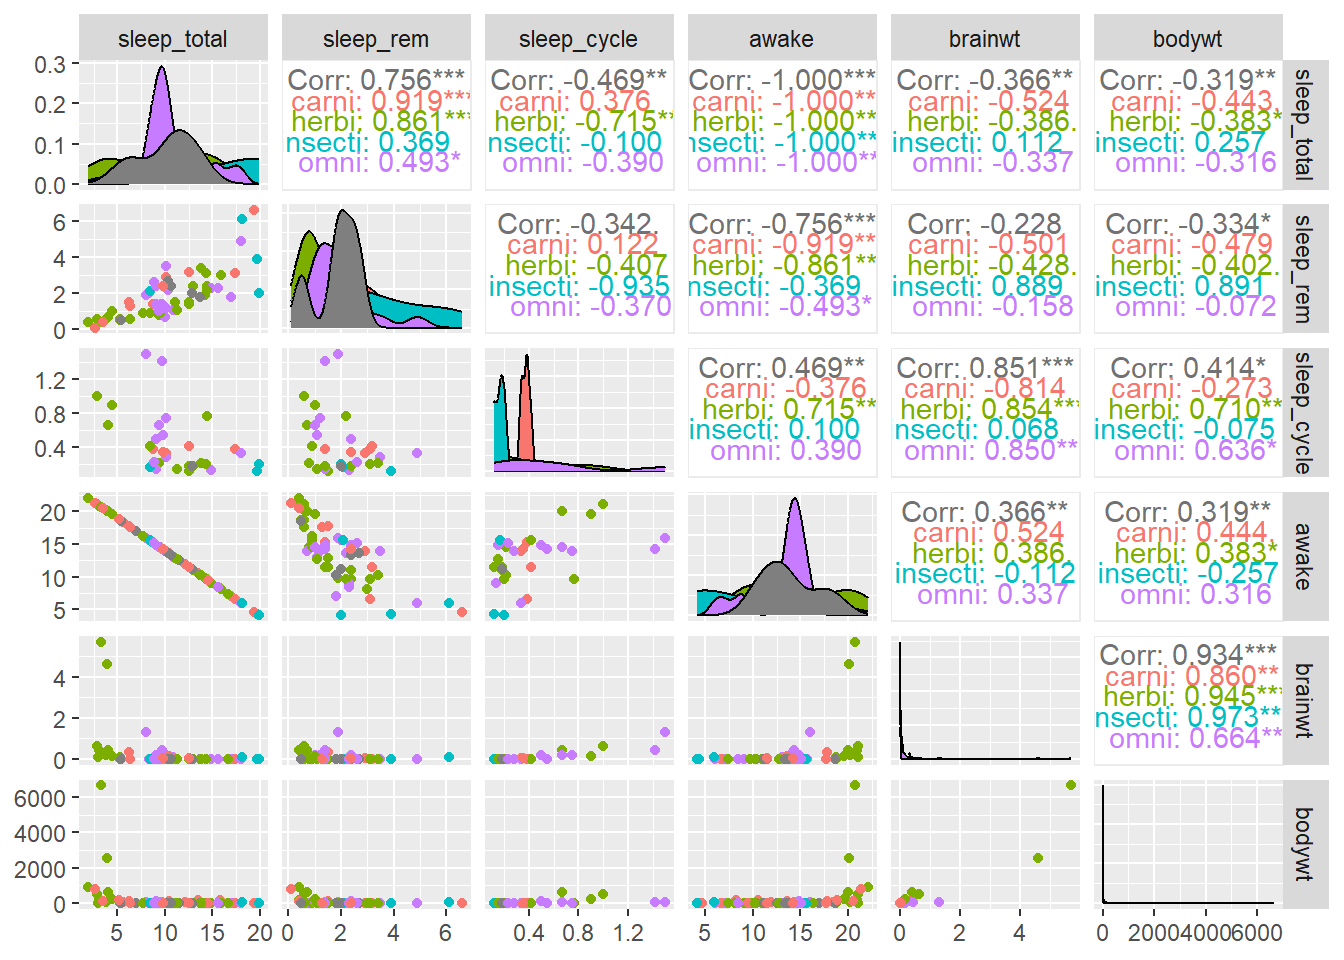 sleep_total sleep_rem sleep_cycle awake brainwt bodywt
0.3
0.2
0.1
0.0
Corr: 0.756***
carni: 0.919***
herbi: 0.861***
insecti: 0.369
omni: 0.493*
Corr: -0.469**
carni: 0.376
herbi: -0.715**
insecti: -0.100
omni: -0.390
Corr: -1.000***
carni: -1.000**
herbi: -1.000**
nsecti: -1.000**
omni: -1.000**
Corr: -0.366**
carni: -0.524
herbi: -0.386.
insecti: 0.112
omni: -0.337
Corr: -0.319**
carni: -0.443.
herbi: -0.383*
insecti: 0.257
omni: -0.316
sleep_total
6
4
2
0
Corr: -0.342.
carni: 0.122
herbi: -0.407
insecti: -0.935
omni: -0.370
Corr: -0.756***
carni: -0.919**
herbi: -0.861**
insecti: -0.369
omni: -0.493*
Corr: -0.228
carni: -0.501
herbi: -0.428.
insecti: 0.889
omni: -0.158
Corr: -0.334*
carni: -0.479
herbi: -0.402.
insecti: 0.891
omni: -0.072
sleep_rem
1.2
0.8
0.4
Corr: 0.469**
carni: -0.376
herbi: 0.715**
insecti: 0.100
omni: 0.390
Corr: 0.851***
carni: -0.814
herbi: 0.854***
insecti: 0.068
omni: 0.850**
Corr: 0.414*
carni: -0.273
herbi: 0.710**
insecti: -0.075
omni: 0.636*
sleep_cycle
20
15
10
5
Corr: 0.366**
carni: 0.524
herbi: 0.386.
insecti: -0.112
omni: 0.337
Corr: 0.319**
carni: 0.444.
herbi: 0.383*
insecti: -0.257
omni: 0.316
awake
4
2
0
Corr: 0.934***
carni: 0.860**
herbi: 0.945***
nsecti: 0.973**
omni: 0.664**
brainwt
6000
4000
2000
0
bodywt
5 10 15 20 0 2 4 6 0.4 0.8 1.2 5 10 15 20 0 2 4 0 2000 4000 6000